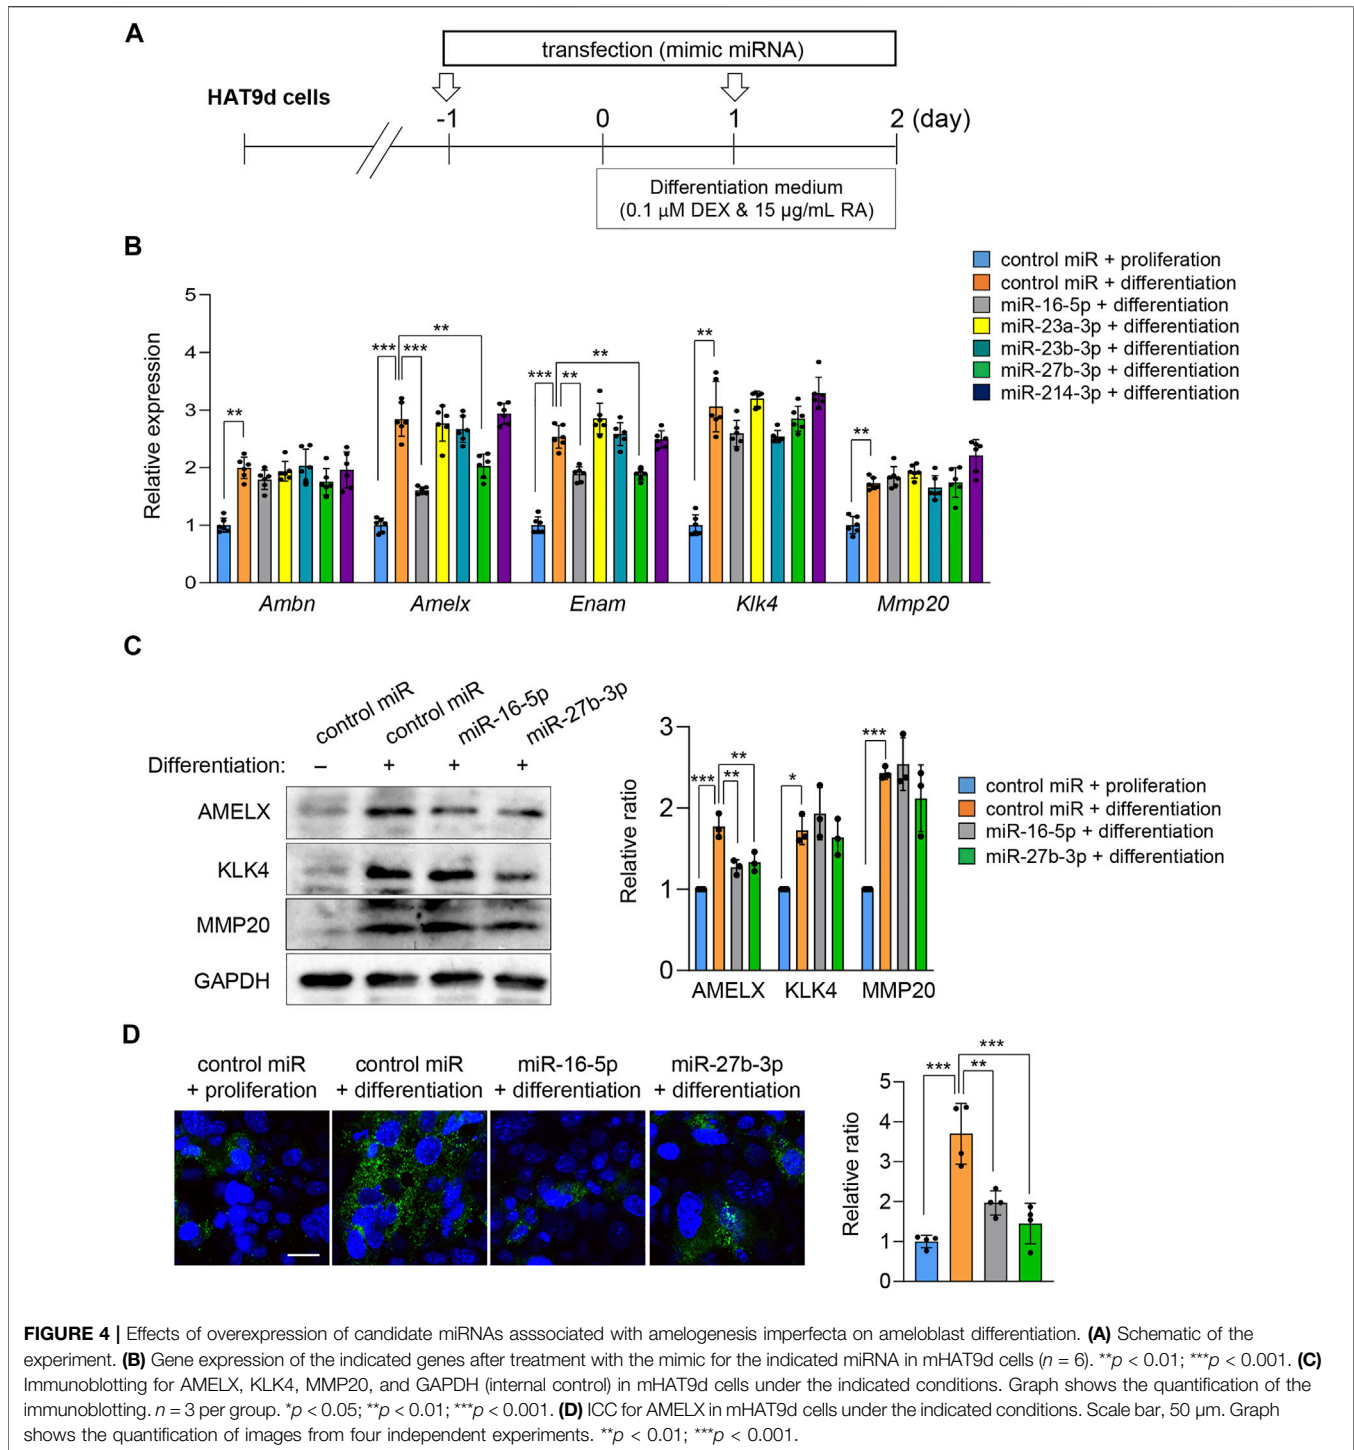 A
transfection (mimic miRNA)
HAT9d cells
-1 0 1 2 (day)
Differentiation medium
(0.1 µM DEX & 15 µg/mL RA)
B
control miR + proliferation
control miR + differentiation
miR-16-5p + differentiation
miR-23a-3p + differentiation
miR-23b-3p + differentiation
miR-27b-3p + differentiation
miR-214-3p + differentiation
Relative expression
5
4
3
2
1
0
** *** *** ** *** ** ** ** **
Ambn Amelx Enam Klk4 Mmp20
C
control miR control miR miR-16-5p miR-27b-3p
Differentiation: – + + +
AMELX
KLK4
MMP20
GAPDH
Relative ratio
3
2
1
0
*** ** ** * ***
AMELX KLK4 MMP20
control miR + proliferation
control miR + differentiation
miR-16-5p + differentiation
miR-27b-3p + differentiation
D
control miR
+ proliferation
control miR
+ differentiation
miR-16-5p
+ differentiation
miR-27b-3p
+ differentiation
Relative ratio
5
4
3
2
1
0
*** ** ***
FIGURE 4 | Effects of overexpression of candidate miRNAs asssociated with amelogenesis imperfecta on ameloblast differentiation. (A) Schematic of the
experiment. (B) Gene expression of the indicated genes after treatment with the mimic for the indicated miRNA in mHAT9d cells (n = 6). **p < 0.01; ***p < 0.001. (C)
Immunoblotting for AMELX, KLK4, MMP20, and GAPDH (internal control) in mHAT9d cells under the indicated conditions. Graph shows the quantification of the
immunoblotting. n = 3 per group. *p < 0.05; **p < 0.01; ***p < 0.001. (D) ICC for AMELX in mHAT9d cells under the indicated conditions. Scale bar, 50 µm. Graph
shows the quantification of images from four independent experiments. **p < 0.01; ***p < 0.001.